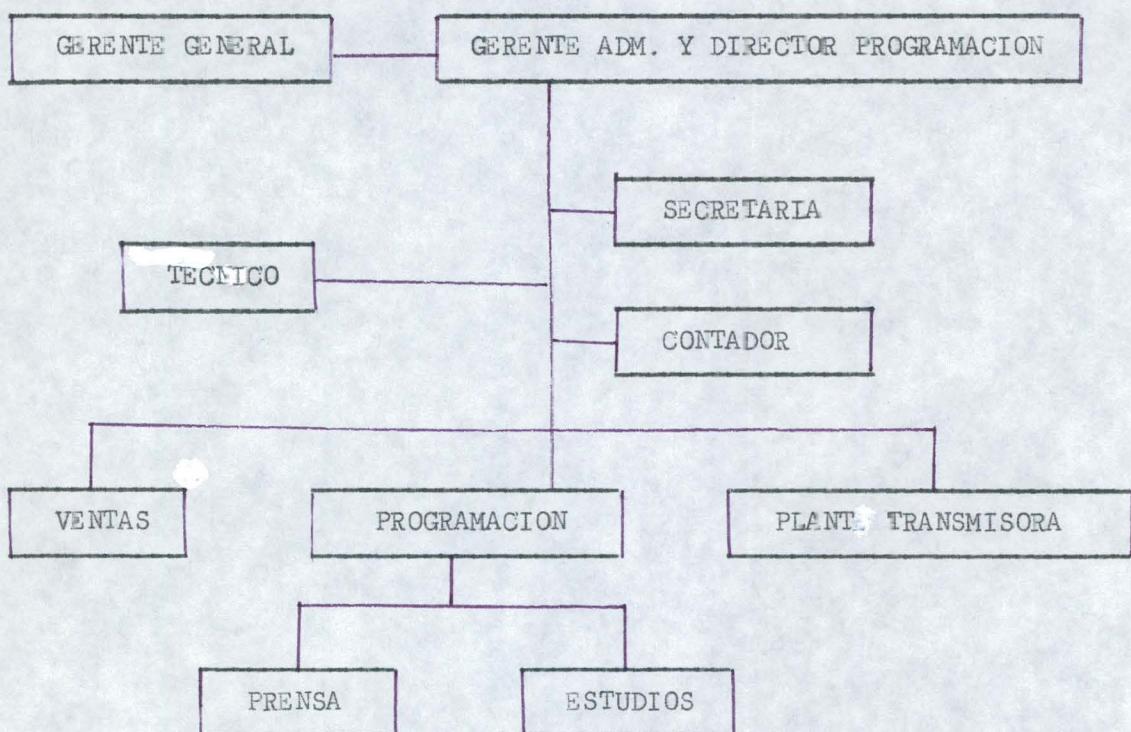 GERENTE GENERAL
GERENTE ADM. Y DIRECTOR PROGRAMACION
SECRETARIA
TECNICO
CONTADOR
VENTAS
PROGRAMACION
PLANTA TRANSMISORA
PRENSA
ESTUDIOS